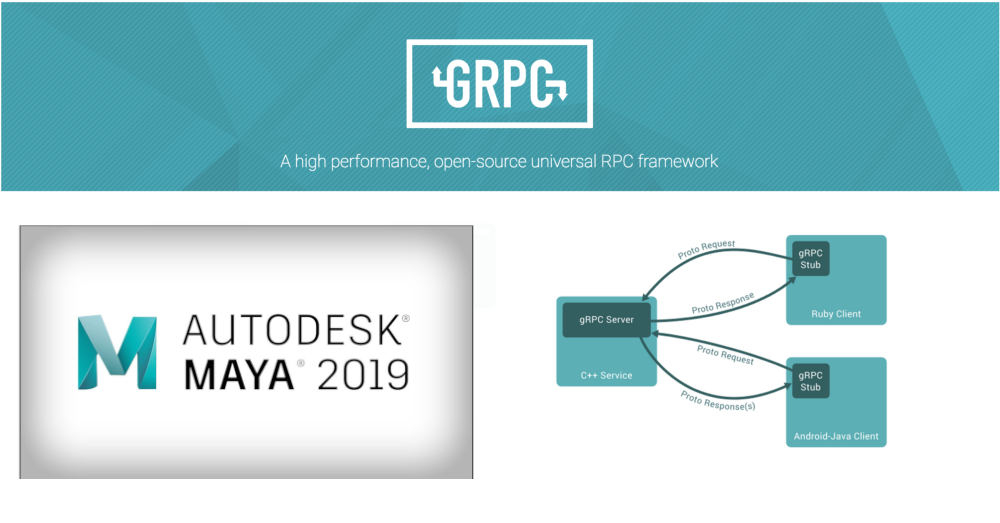 GRPC
A high performance, open-source universal RPC framework
AUTODESK®
MAYA® 2019
Proto Request
gRPC
Stub
Ruby Client
Proto Response
gRPC Server
C++ Service
Proto Request
gRPC
Stub
Proto Response(s)
Android-Java Client